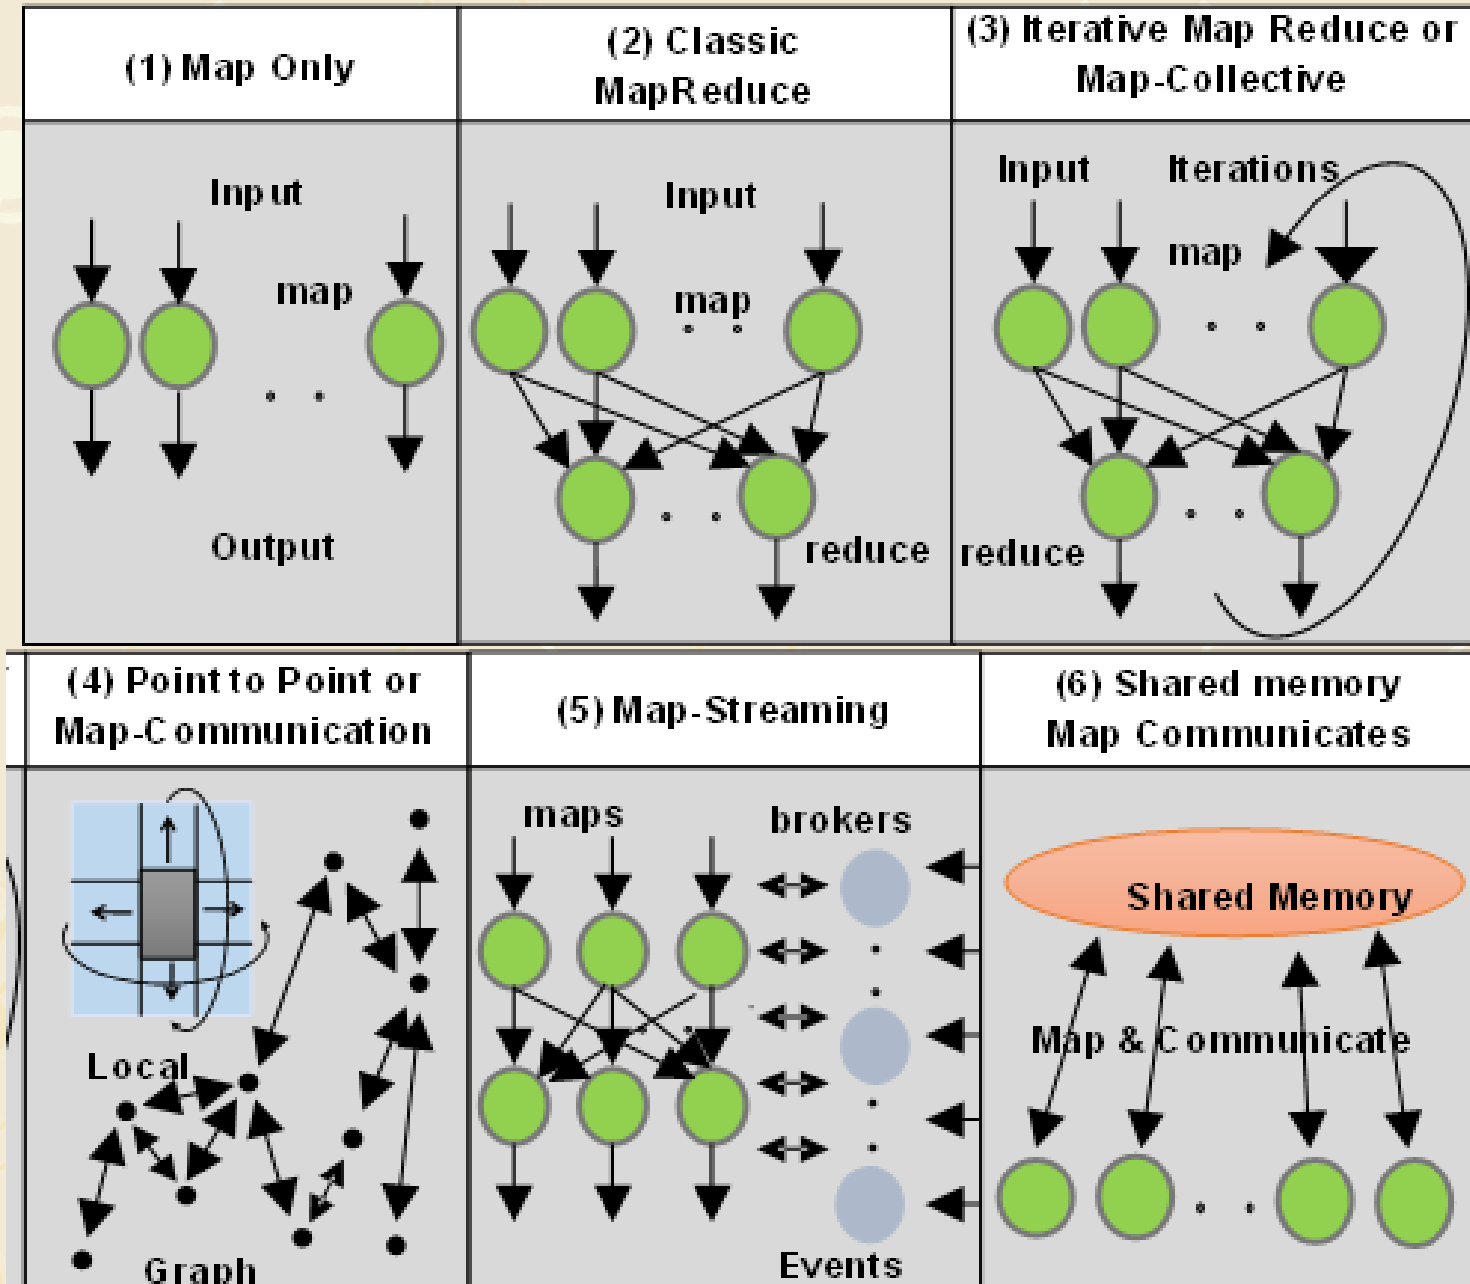 (1) Map Only
Input
map
Output
(2) Classic
MapReduce
Input
map
reduce
(3) Iterative Map Reduce or
Map-Collective
Input Iterations
map
reduce
(4) Point to Point or
Map-Communication
Local
Graph
(5) Map-Streaming
maps brokers
Events
(6) Shared memory
Map Communicates
Shared Memory
Map & Communicate